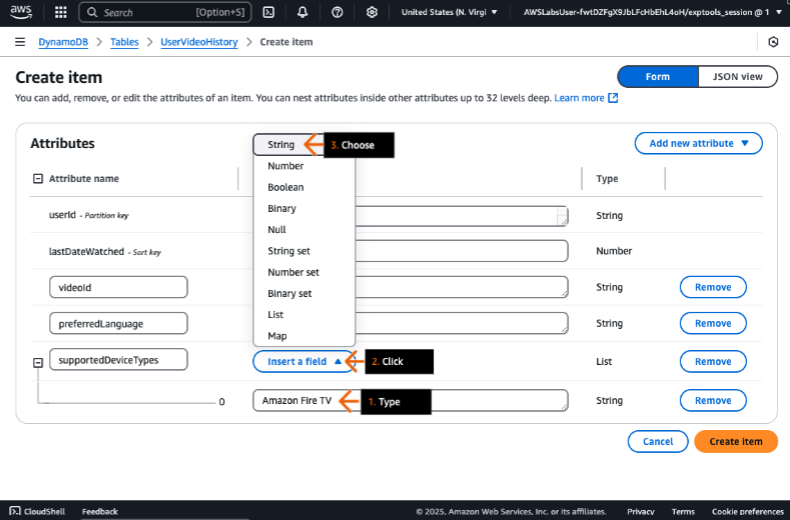 aws Search [Option+S] United States (N. Virgi AWSLabsUser-fwtDZFgX9JbLFcHbEhL4oH/exptools_session @ 1
DynamoDB > Tables > UserVideoHistory > Create item
Create item Form JSON view
You can add, remove, or edit the attributes of an item. You can nest attributes inside other attributes up to 32 levels deep. Learn more
Attributes String 3. Choose Add new attribute
Attribute name Number Type
Boolean
userId - Partition key Binary String
Null
lastDateWatched - Sort key String set Number
Number set
videoId Binary set String Remove
List
preferredLanguage String Remove
Map
supportedDeviceTypes Insert a field 2. Click List Remove
0 Amazon Fire TV 1. Type String Remove
Cancel Create item
CloudShell Feedback © 2025, Amazon Web Services, Inc. or its affiliates. Privacy Terms Cookie preferences